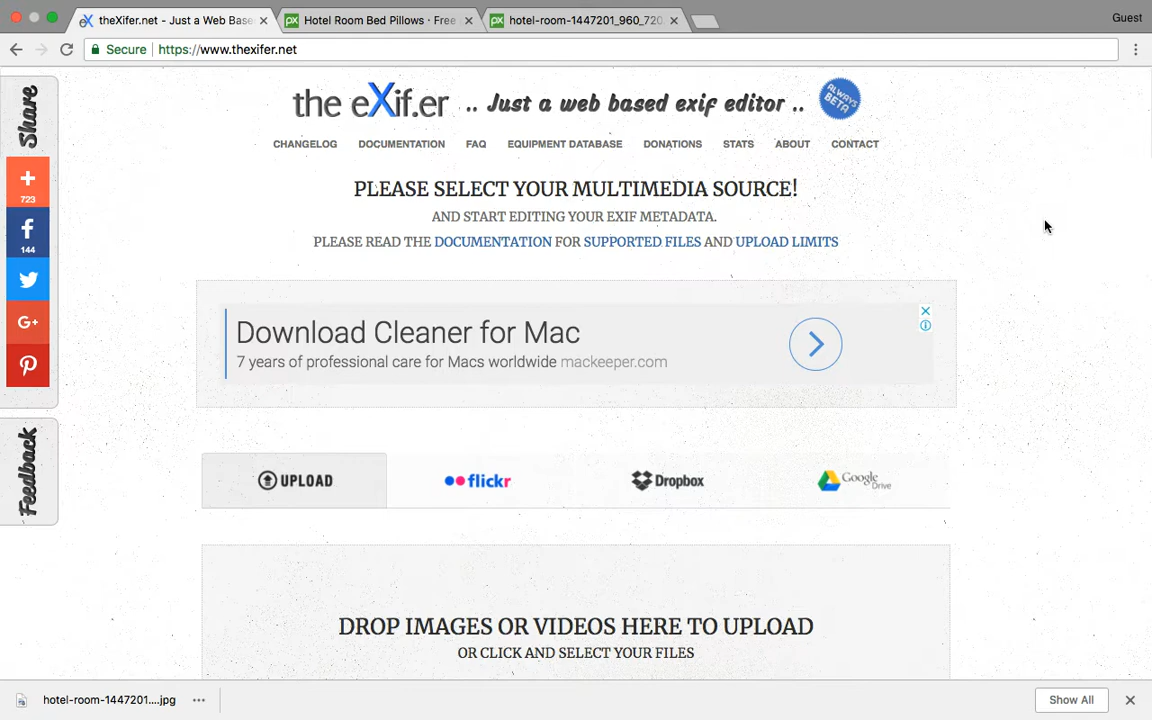 theXifer.net - Just a Web Base
Hotel Room Bed Pillows · Free
hotel-room-1447201_960_720
Guest
Secure
https://www.thexifer.net
Share
723
144
G+
Feedback
the eXif.er .. Just a web based exif editor ..
ALWAYS BETA
CHANGELOG DOCUMENTATION FAQ EQUIPMENT DATABASE DONATIONS STATS ABOUT CONTACT
PLEASE SELECT YOUR MULTIMEDIA SOURCE!
AND START EDITING YOUR EXIF METADATA.
PLEASE READ THE DOCUMENTATION FOR SUPPORTED FILES AND UPLOAD LIMITS
Download Cleaner for Mac
7 years of professional care for Macs worldwide mackeeper.com
UPLOAD
flickr
Dropbox
Google Drive
DROP IMAGES OR VIDEOS HERE TO UPLOAD
OR CLICK AND SELECT YOUR FILES
hotel-room-1447201....jpg
Show All